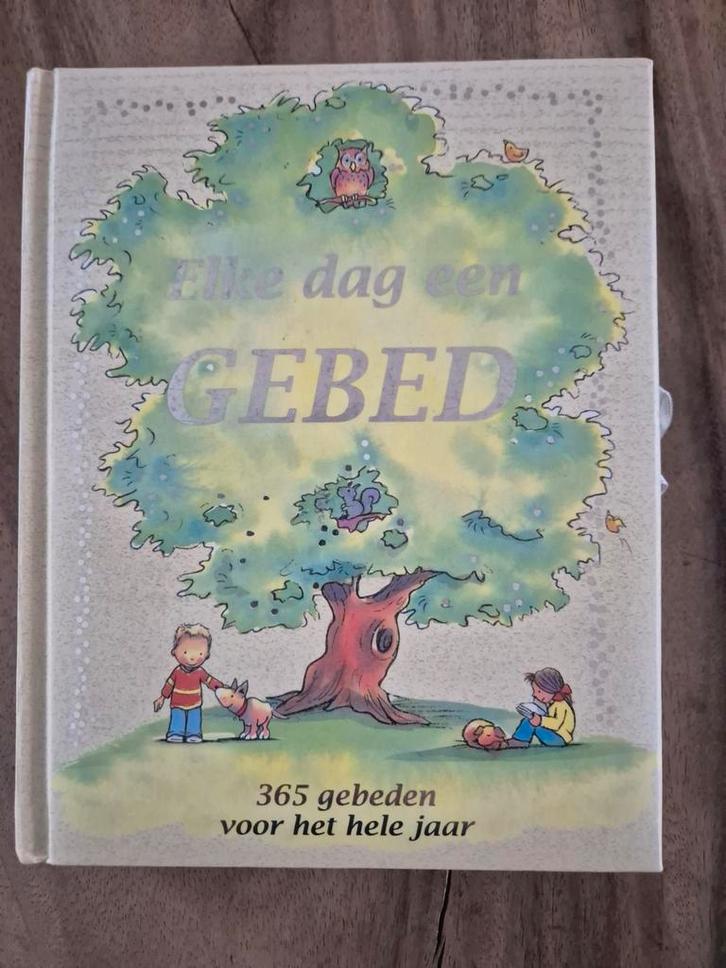 Elke dag een
GEBED
365 gebeden
voor het hele jaar